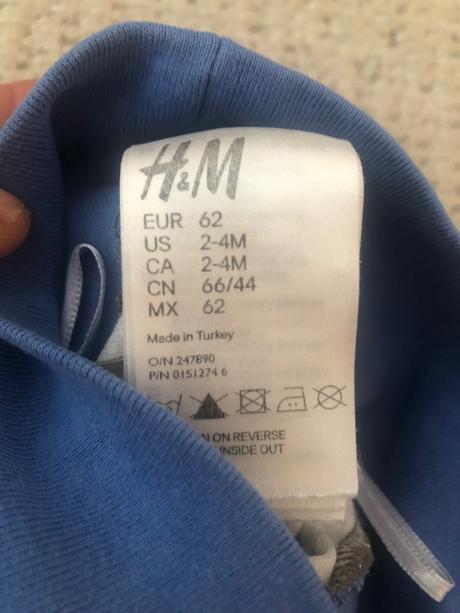 H&M
EUR 62
US 2-4M
CA 2-4M
CN 66/44
MX 62
Made in Turkey
O/N 247890
P/N 0151274 6
ON REVERSE
INSIDE OUT